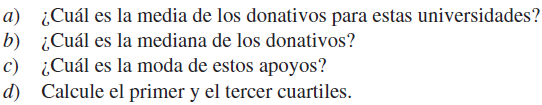 a) ¿Cuál es la media de los donativos para estas universidades?
b) ¿Cuál es la mediana de los donativos?
c) ¿Cuál es la moda de estos apoyos?
d) Calcule el primer y el tercer cuartiles.